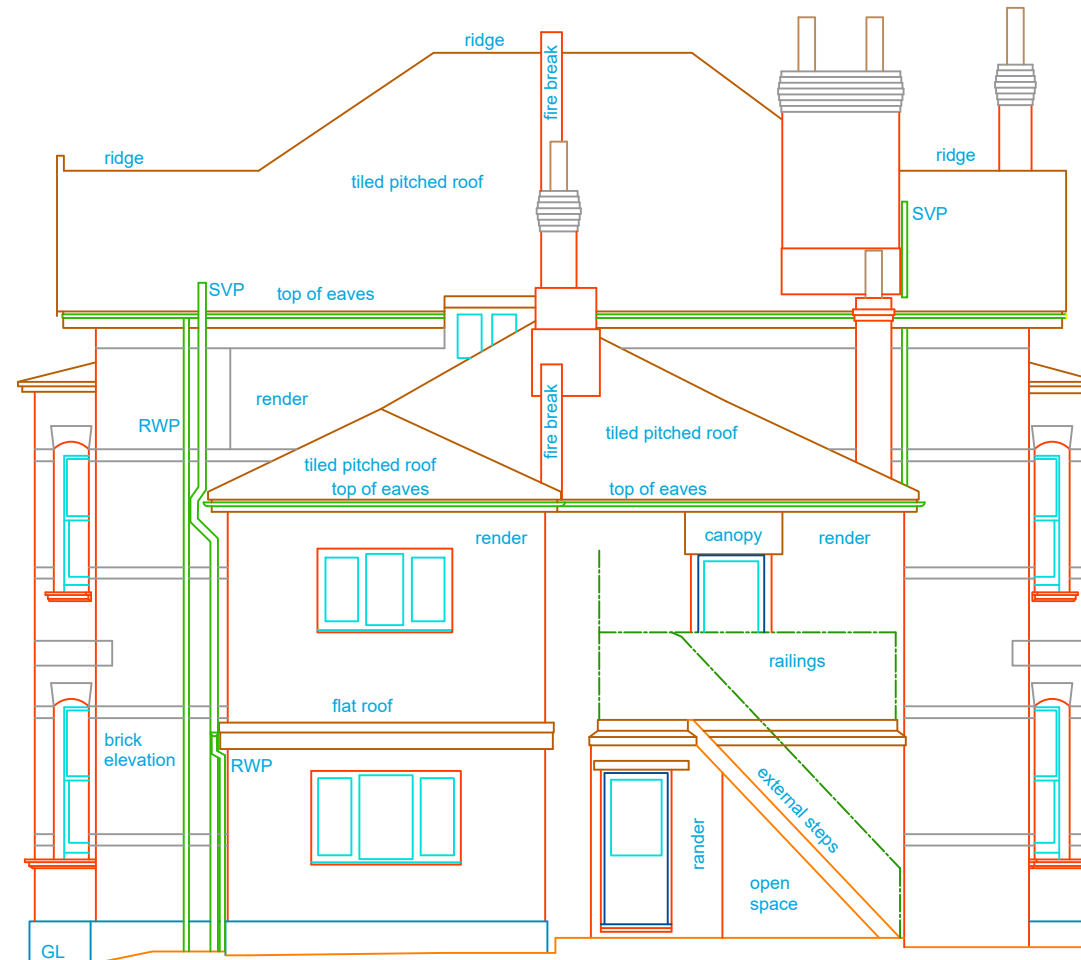 ridge
fire break
ridge
ridge
tiled pitched roof
SVP
SVP
top of eaves
render
RWP
fire break
tiled pitched roof
tiled pitched roof
top of eaves
top of eaves
render
canopy
render
railings
flat roof
brick
elevation
RWP
external steps
rander
open
space
GL